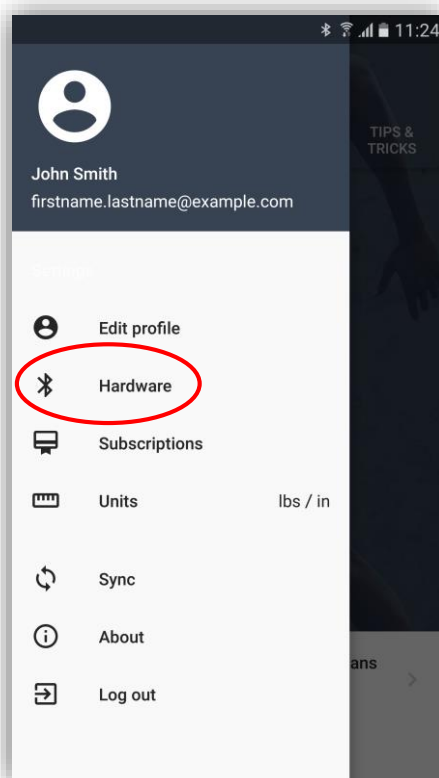 11:24
TIPS &
TRICKS
John Smith
firstname.lastname@example.com
Edit profile
Hardware
Subscriptions
Units lbs / in
Sync
About
ans
Log out